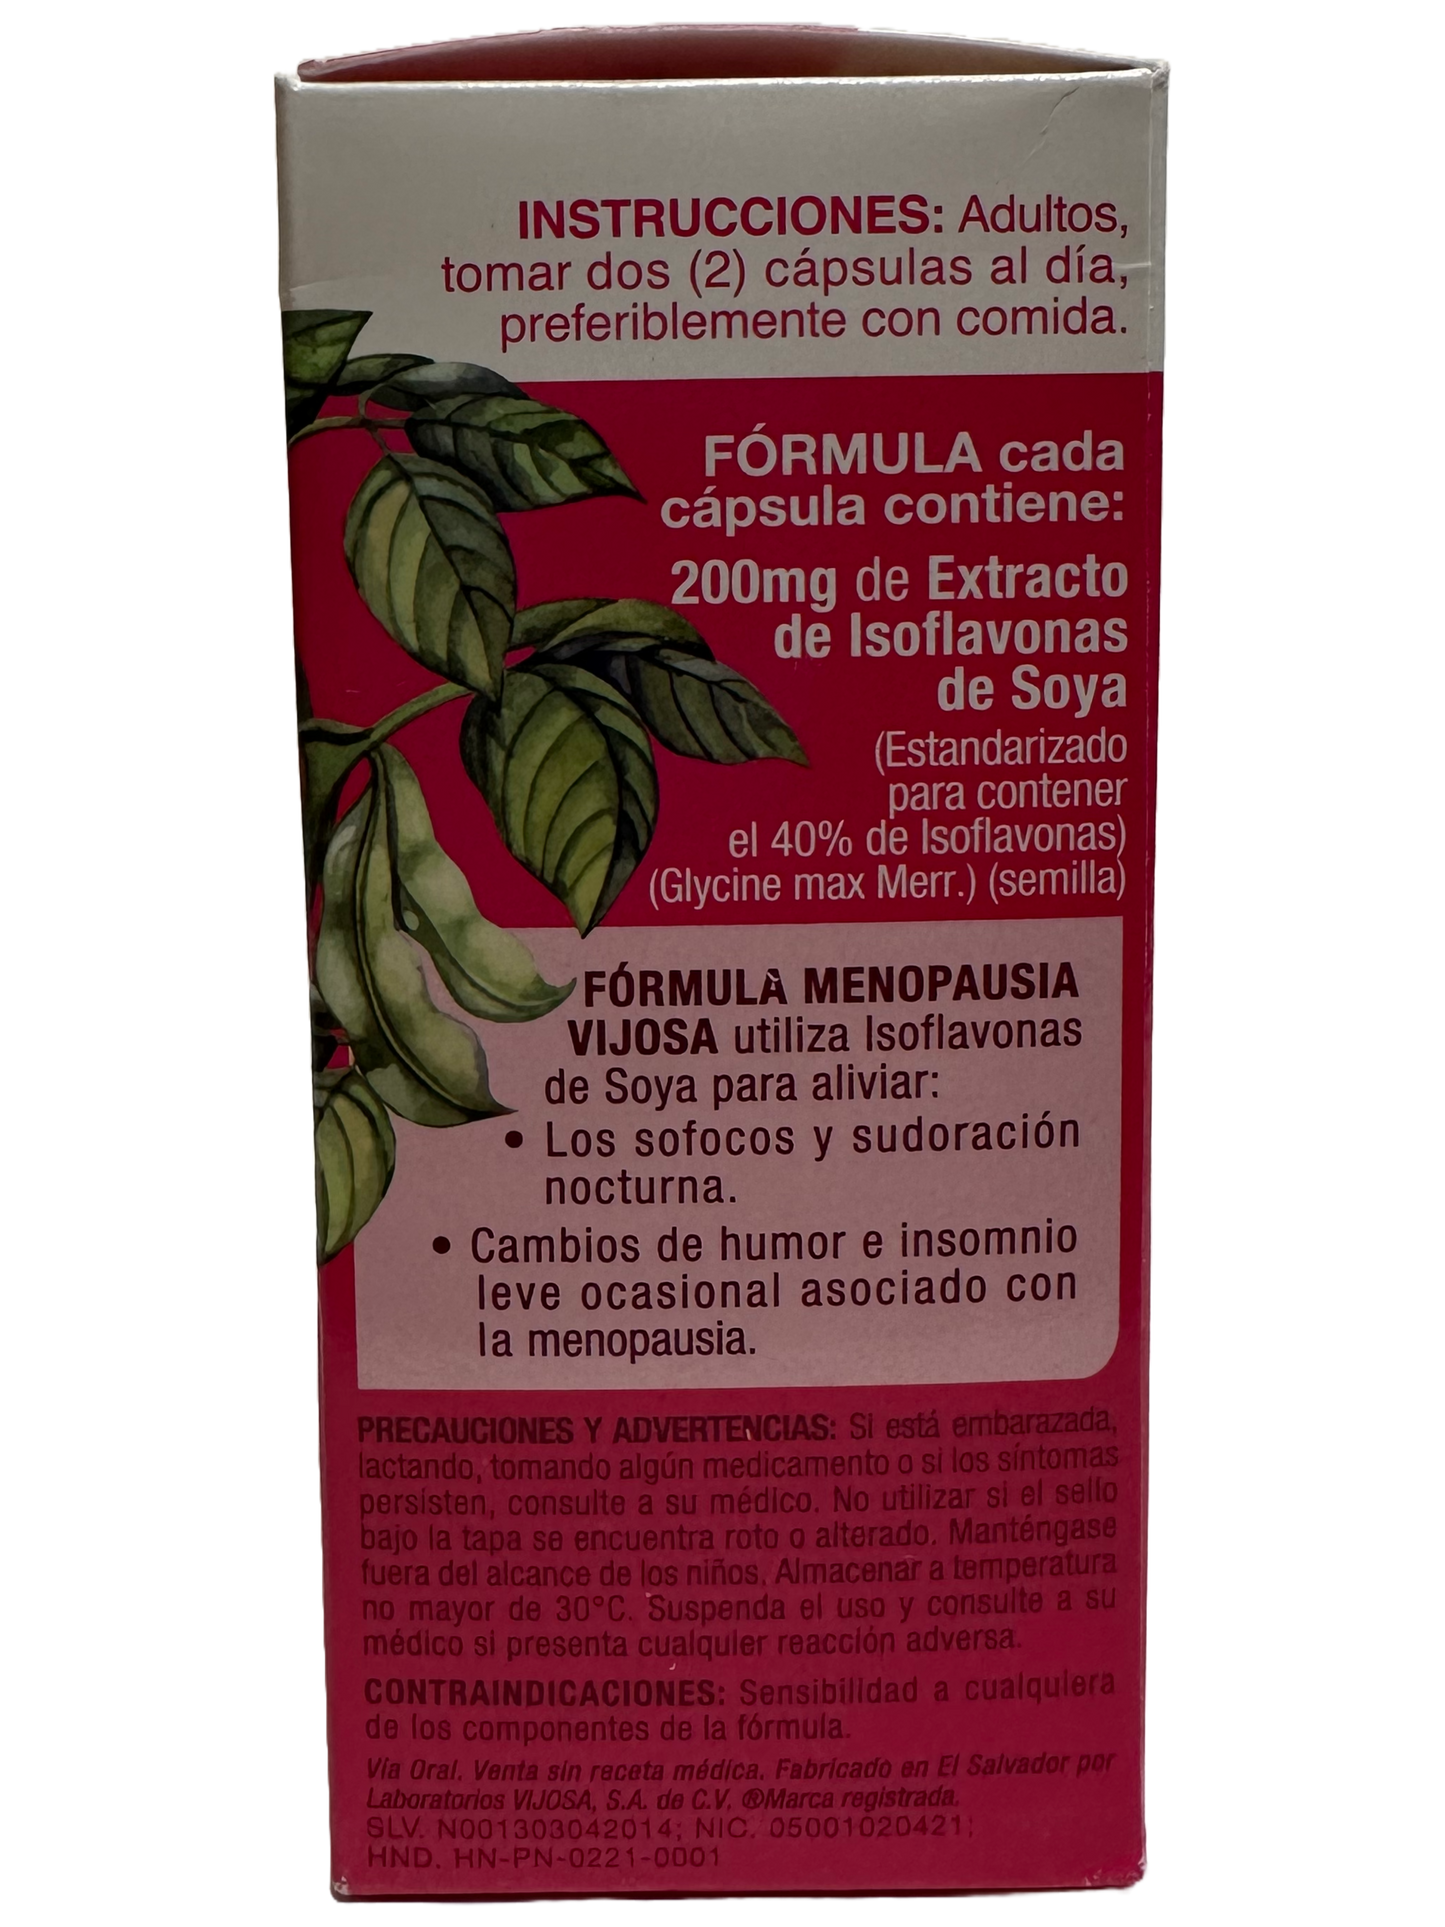 INSTRUCCIONES: Adultos,
tomar dos (2) cápsulas al día,
preferiblemente con comida.
FÓRMULA cada
cápsula contiene:
200mg de Extracto
de Isoflavonas
de Soya
(Estandarizado
para contener
el 40% de Isoflavonas)
(Glycine max Merr.) (semilla)
FÓRMULA MENOPAUSIA
VIJOSA utiliza Isoflavonas
de Soya para aliviar:
• Los sofocos y sudoración
nocturna.
• Cambios de humor e insomnio
leve ocasional asociado con
la menopausia.
PRECAUCIONES Y ADVERTENCIAS: Si está embarazada,
lactando, tomando algún medicamento o si los síntomas
persisten, consulte a su médico. No utilizar si el sello
bajo la tapa se encuentra roto o alterado. Manténgase
fuera del alcance de los niños. Almacenar a temperatura
no mayor de 30°C. Suspenda el uso y consulte a su
médico si presenta cualquier reacción adversa.
CONTRAINDICACIONES: Sensibilidad a cualquiera
de los componentes de la fórmula.
Vía Oral. Venta sin receta médica. Fabricado en El Salvador por
Laboratorios VIJOSA, S.A. de C.V. ®Marca registrada.
SLV. N001303042014; NIC. 05001020421;
HND. HN-PN-0221-0001